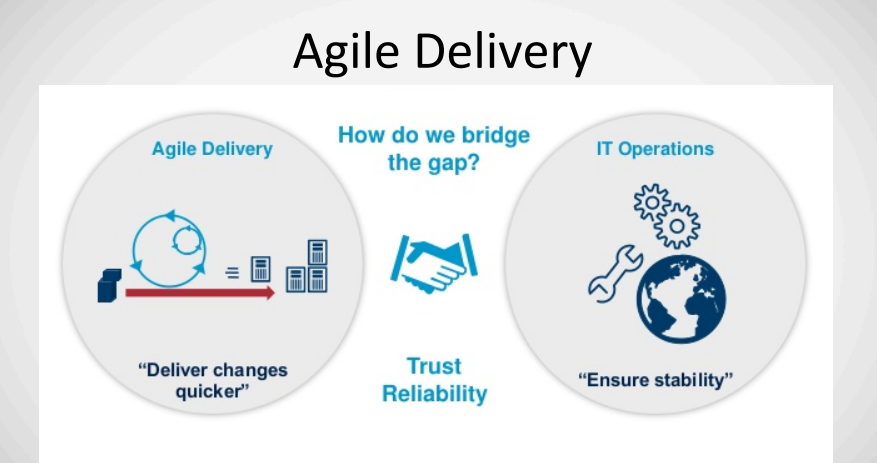 Agile Delivery
Agile Delivery
“Deliver changes
quicker”
How do we bridge
the gap?
Trust
Reliability
IT Operations
“Ensure stability”